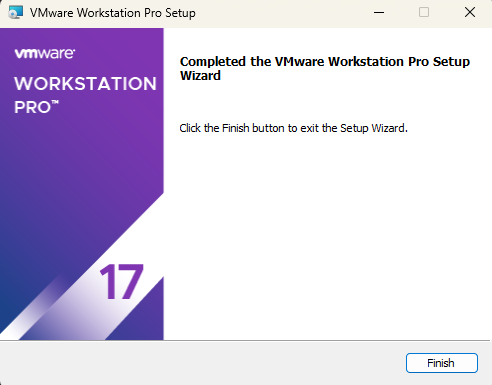 VMware Workstation Pro Setup
vmware®
WORKSTATION
PRO™
17
Completed the VMware Workstation Pro Setup
Wizard
Click the Finish button to exit the Setup Wizard.
Finish